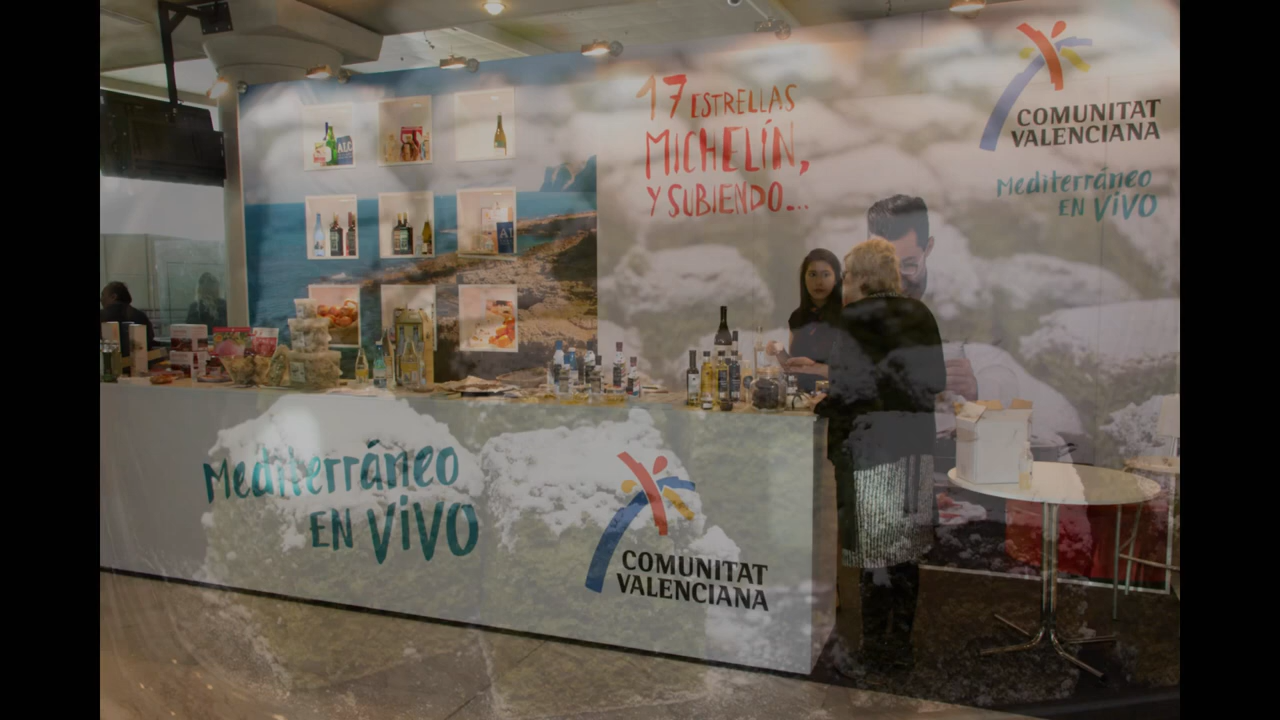 17 ESTRELLAS
MICHELÍN,
Y SUBIENDO...
COMUNITAT
VALENCIANA
Mediterráneo
EN ViVO
Mediterráneo
EN ViVO
COMUNITAT
VALENCIANA